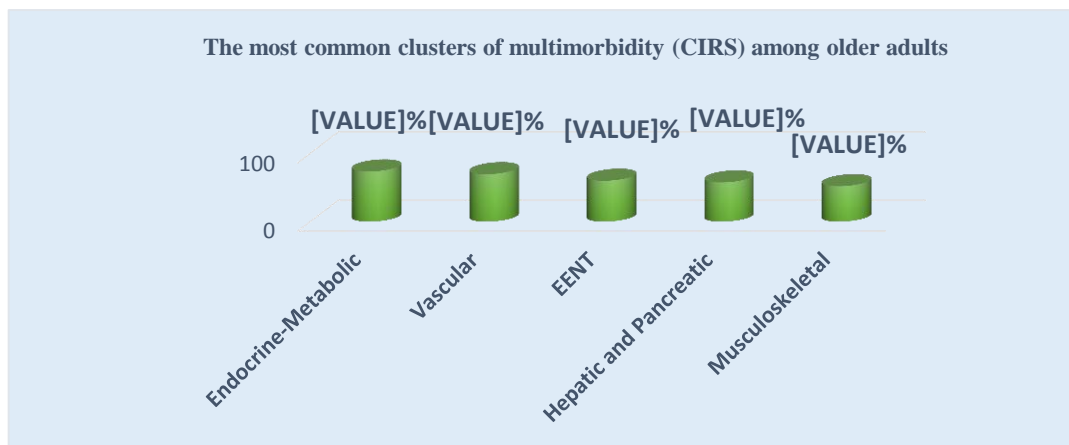 The most common clusters of multimorbidity (CIRS) among older adults
[VALUE]%
[VALUE]%
[VALUE]%
[VALUE]%
[VALUE]%
100
0
Endocrine-Metabolic
Vascular
EENT
Hepatic and Pancreatic
Musculoskeletal